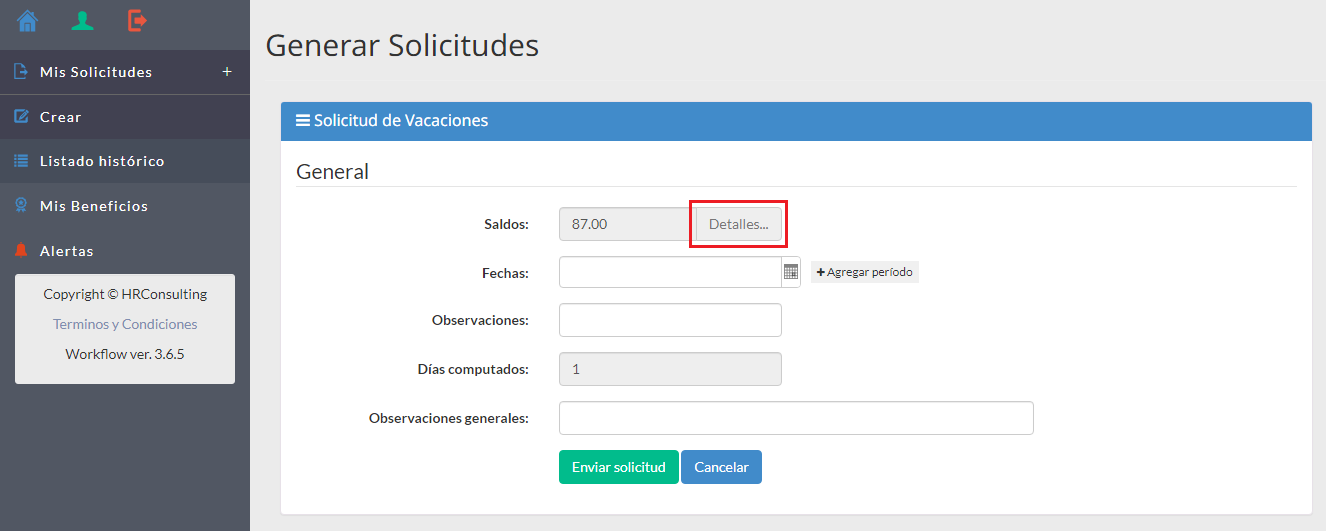 Mis Solicitudes +
Crear
Listado histórico
Mis Beneficios
Alertas
Copyright © HRConsulting
Terminos y Condiciones
Workflow ver. 3.6.5
Generar Solicitudes
Solicitud de Vacaciones
General
Saldos: 87.00 Detalles...
Fechas: + Agregar período
Observaciones:
Días computados: 1
Observaciones generales:
Enviar solicitud Cancelar